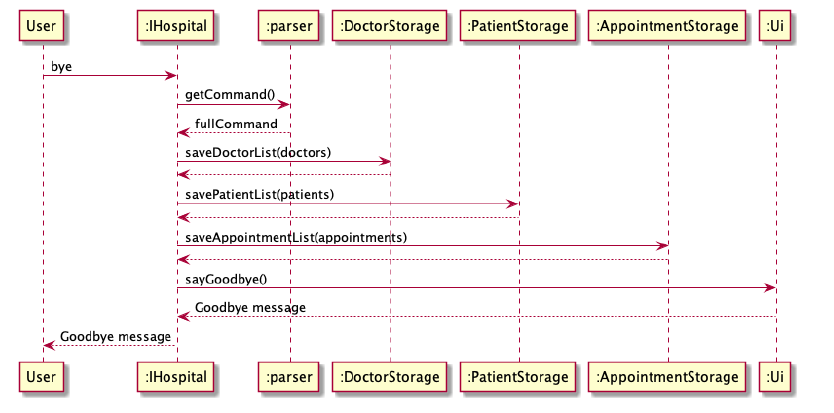 User :IHospital :parser :DoctorStorage :PatientStorage :AppointmentStorage :Ui
bye
getCommand()
fullCommand
saveDoctorList(doctors)
savePatientList(patients)
saveAppointmentList(appointments)
sayGoodbye()
Goodbye message
Goodbye message
User :IHospital :parser :DoctorStorage :PatientStorage :AppointmentStorage :Ui